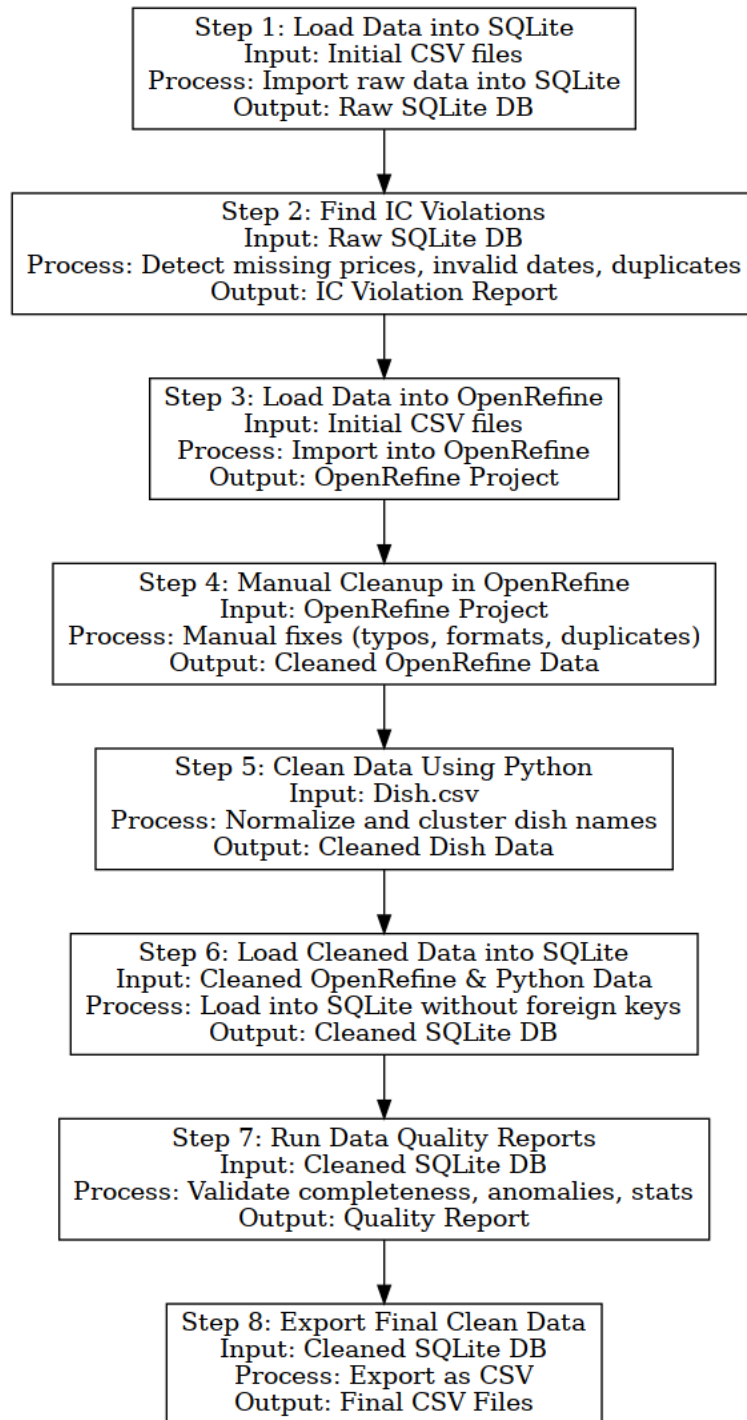 Step 1: Load Data into SQLite
Input: Initial CSV files
Process: Import raw data into SQLite
Output: Raw SQLite DB
Step 2: Find IC Violations
Input: Raw SQLite DB
Process: Detect missing prices, invalid dates, duplicates
Output: IC Violation Report
Step 3: Load Data into OpenRefine
Input: Initial CSV files
Process: Import into OpenRefine
Output: OpenRefine Project
Step 4: Manual Cleanup in OpenRefine
Input: OpenRefine Project
Process: Manual fixes (typos, formats, duplicates)
Output: Cleaned OpenRefine Data
Step 5: Clean Data Using Python
Input: Dish.csv
Process: Normalize and cluster dish names
Output: Cleaned Dish Data
Step 6: Load Cleaned Data into SQLite
Input: Cleaned OpenRefine & Python Data
Process: Load into SQLite without foreign keys
Output: Cleaned SQLite DB
Step 7: Run Data Quality Reports
Input: Cleaned SQLite DB
Process: Validate completeness, anomalies, stats
Output: Quality Report
Step 8: Export Final Clean Data
Input: Cleaned SQLite DB
Process: Export as CSV
Output: Final CSV Files